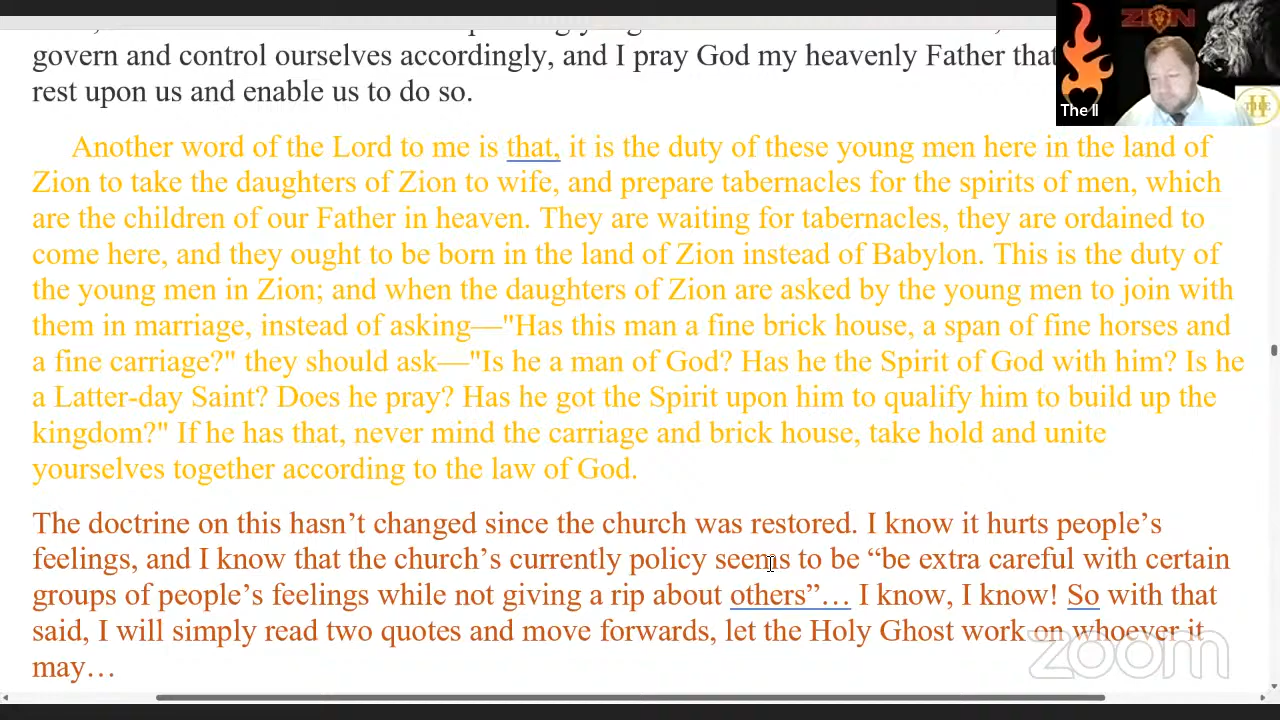 govern and control ourselves accordingly, and I pray God my heavenly Father that
rest upon us and enable us to do so.
Another word of the Lord to me is that, it is the duty of these young men here in the land of
Zion to take the daughters of Zion to wife, and prepare tabernacles for the spirits of men, which
are the children of our Father in heaven. They are waiting for tabernacles, they are ordained to
come here, and they ought to be born in the land of Zion instead of Babylon. This is the duty of
the young men in Zion; and when the daughters of Zion are asked by the young men to join with
them in marriage, instead of asking—"Has this man a fine brick house, a span of fine horses and
a fine carriage?" they should ask—"Is he a man of God? Has he the Spirit of God with him? Is he
a Latter-day Saint? Does he pray? Has he got the Spirit upon him to qualify him to build up the
kingdom?" If he has that, never mind the carriage and brick house, take hold and unite
yourselves together according to the law of God.
The doctrine on this hasn’t changed since the church was restored. I know it hurts people’s
feelings, and I know that the church’s currently policy seems to be “be extra careful with certain
groups of people’s feelings while not giving a rip about others”… I know, I know! So with that
said, I will simply read two quotes and move forwards, let the Holy Ghost work on whoever it
may…
ZION
The II
THE
II
zoom